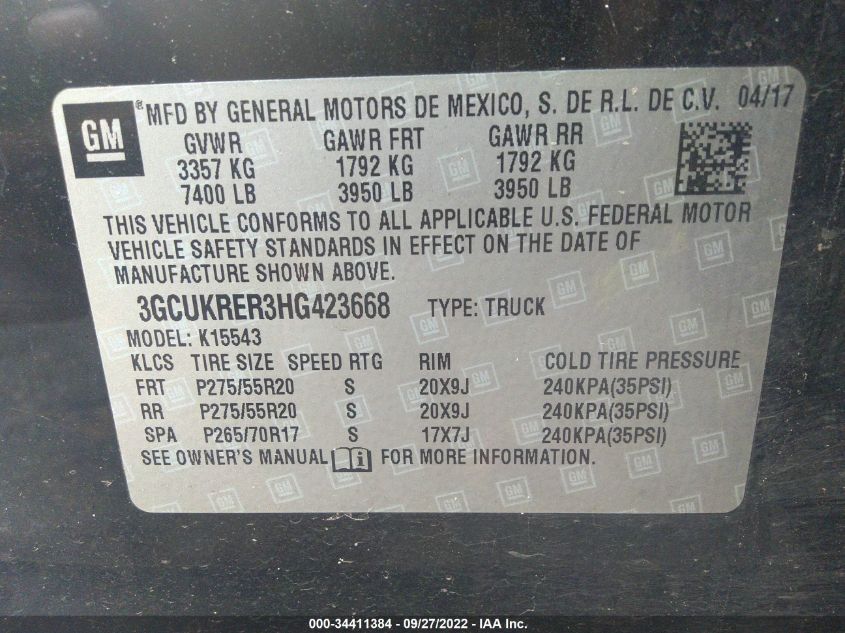 GM ® MFD BY GENERAL MOTORS DE MEXICO, S. DE R.L. DE C.V. 04/17
GVWR GAWR FRT GAWR RR
3357 KG 1792 KG 1792 KG
7400 LB 3950 LB 3950 LB
THIS VEHICLE CONFORMS TO ALL APPLICABLE U.S. FEDERAL MOTOR
VEHICLE SAFETY STANDARDS IN EFFECT ON THE DATE OF
MANUFACTURE SHOWN ABOVE.
3GCUKRER3HG423668 TYPE: TRUCK
MODEL: K15543
KLCS TIRE SIZE SPEED RTG RIM COLD TIRE PRESSURE
FRT P275/55R20 S 20X9J 240KPA(35PSI)
RR P275/55R20 S 20X9J 240KPA(35PSI)
SPA P265/70R17 S 17X7J 240KPA(35PSI)
SEE OWNER'S MANUAL i FOR MORE INFORMATION.
000-34411384 - 09/27/2022 - IAA Inc.